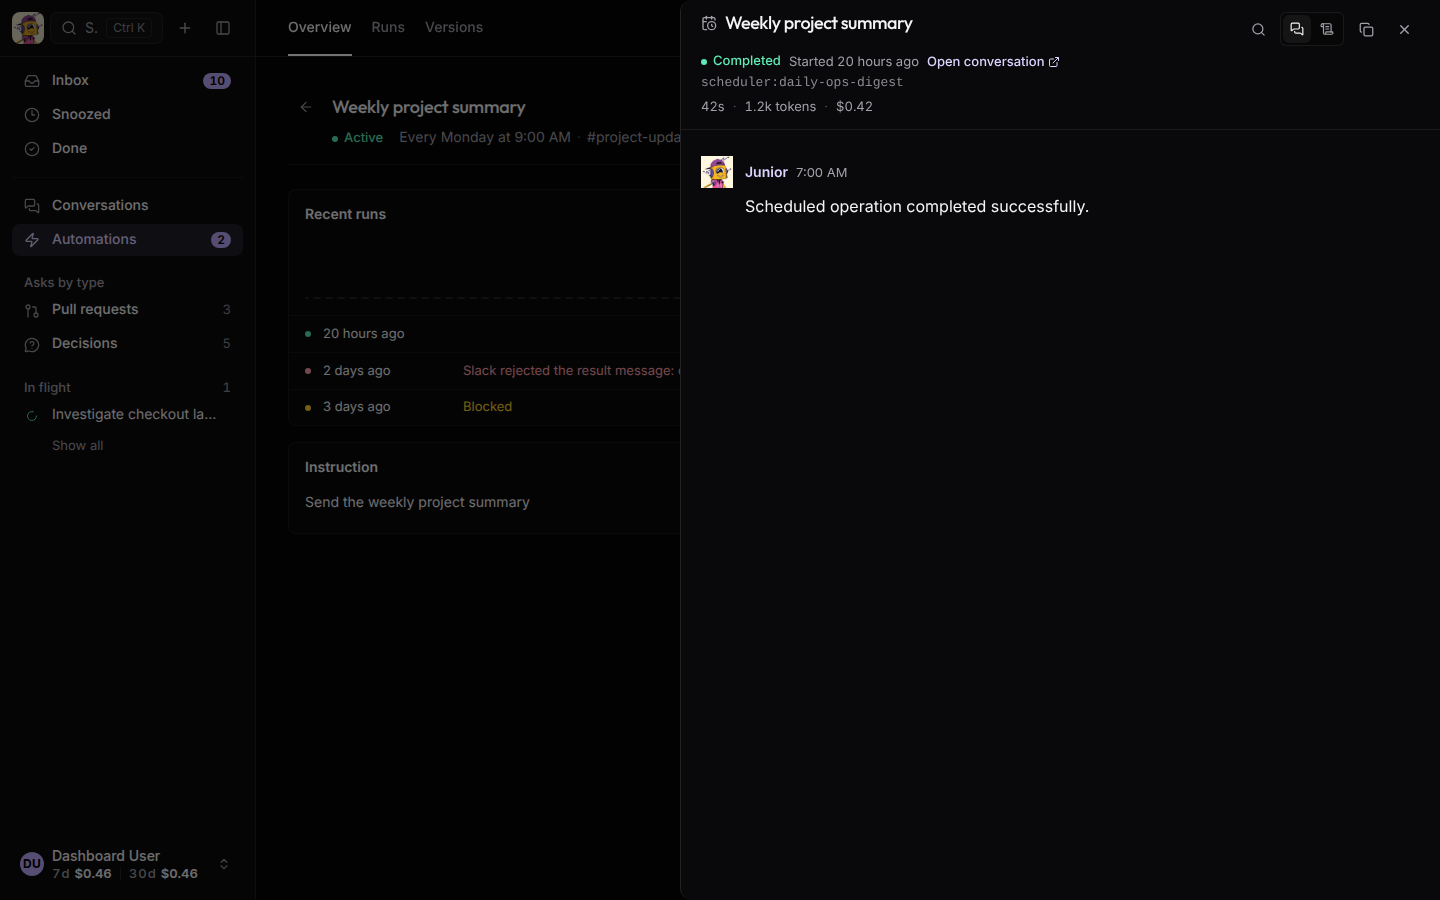 S. Ctrl K
Inbox 10
Snoozed
Done
Conversations
Automations 2
Asks by type
Pull requests 3
Decisions 5
In flight 1
Investigate checkout la...
Show all
DU Dashboard User
7d $0.46 30d $0.46
Overview Runs Versions
Weekly project summary
Active Every Monday at 9:00 AM · #project-upda
Recent runs
20 hours ago
2 days ago Slack rejected the result message:
3 days ago Blocked
Instruction
Send the weekly project summary
Weekly project summary
Completed Started 20 hours ago Open conversation
scheduler:daily-ops-digest
42s · 1.2k tokens · $0.42
Junior 7:00 AM
Scheduled operation completed successfully.